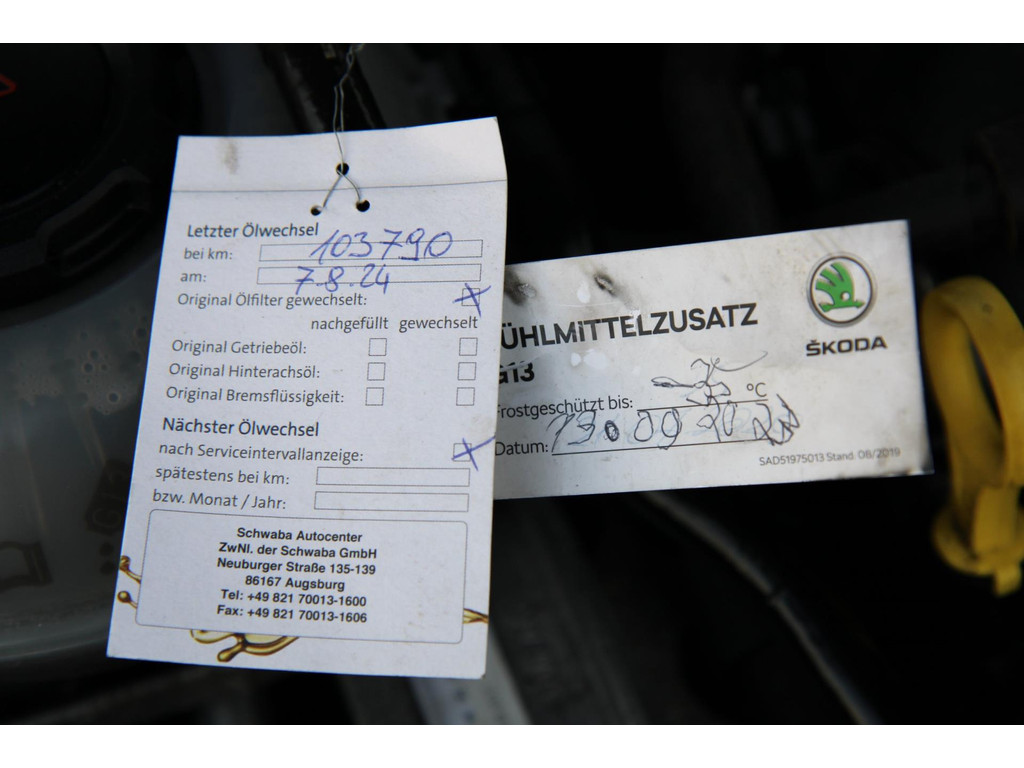 Letzter Ölwechsel
bei km: 103790
am: 7.8.24
Original Ölfilter gewechselt:
nachgefüllt gewechselt
Original Getriebeöl:
Original Hinterachsöl:
Original Bremsflüssigkeit:
Nächster Ölwechsel
nach Serviceintervallanzeige:
spätestens bei km:
bzw. Monat / Jahr:
Schwaba Autocenter
ZwNl. der Schwaba GmbH
Neuburger Straße 135-139
86167 Augsburg
Tel: +49 821 70013-1600
Fax: +49 821 70013-1606
ÜHLMITTELZUSATZ
G13
ŠKODA
Frostgeschützt bis: °C
Datum:
SAD51975013 Stand: 08/2019